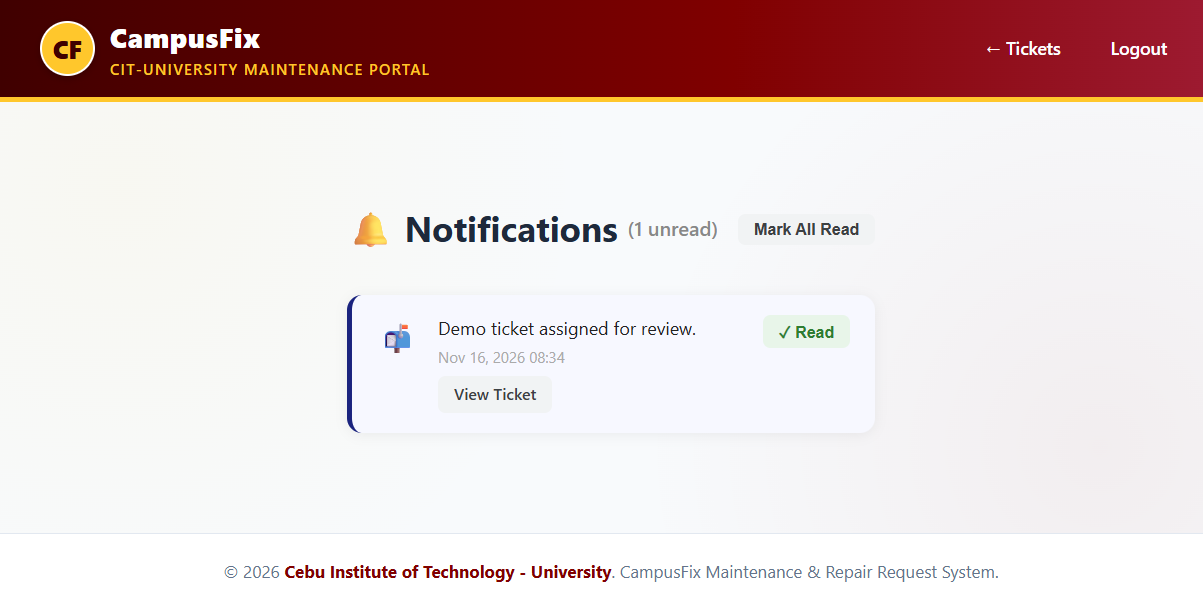 CF
CampusFix
CIT-UNIVERSITY MAINTENANCE PORTAL
← Tickets
Logout
Notifications (1 unread)
Mark All Read
Demo ticket assigned for review.
✓ Read
Nov 16, 2026 08:34
View Ticket
© 2026 Cebu Institute of Technology - University. CampusFix Maintenance & Repair Request System.